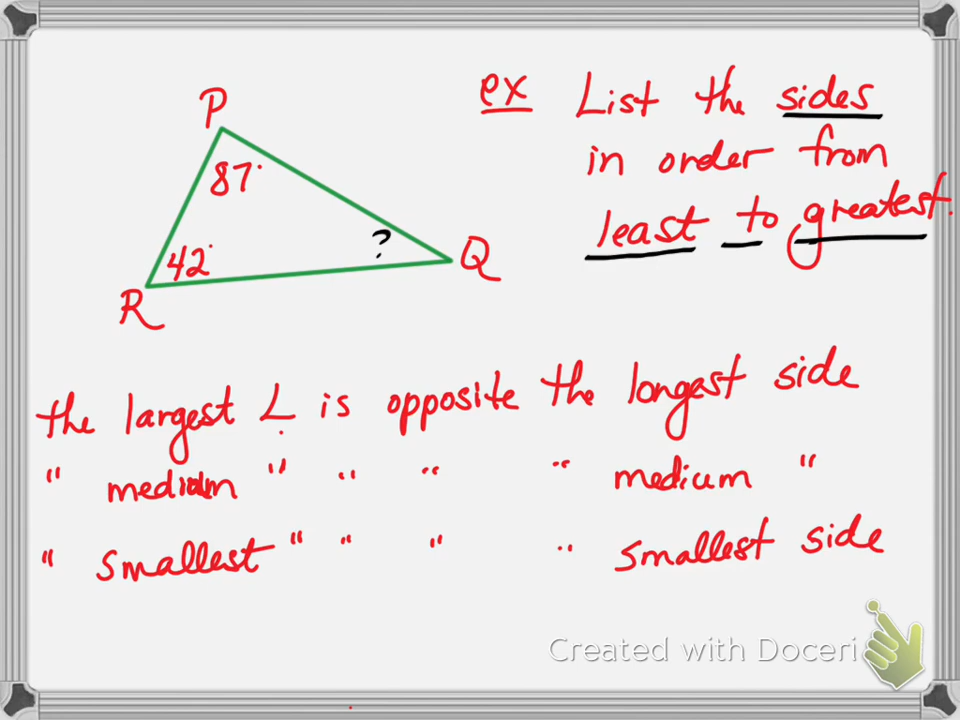 P
87°
42°
?
Q
R
ex List the sides
in order from
least to greatest.
the largest ∠ is opposite the longest side
" medium " " " " medium "
" smallest " " " " smallest side
Created with Doceri